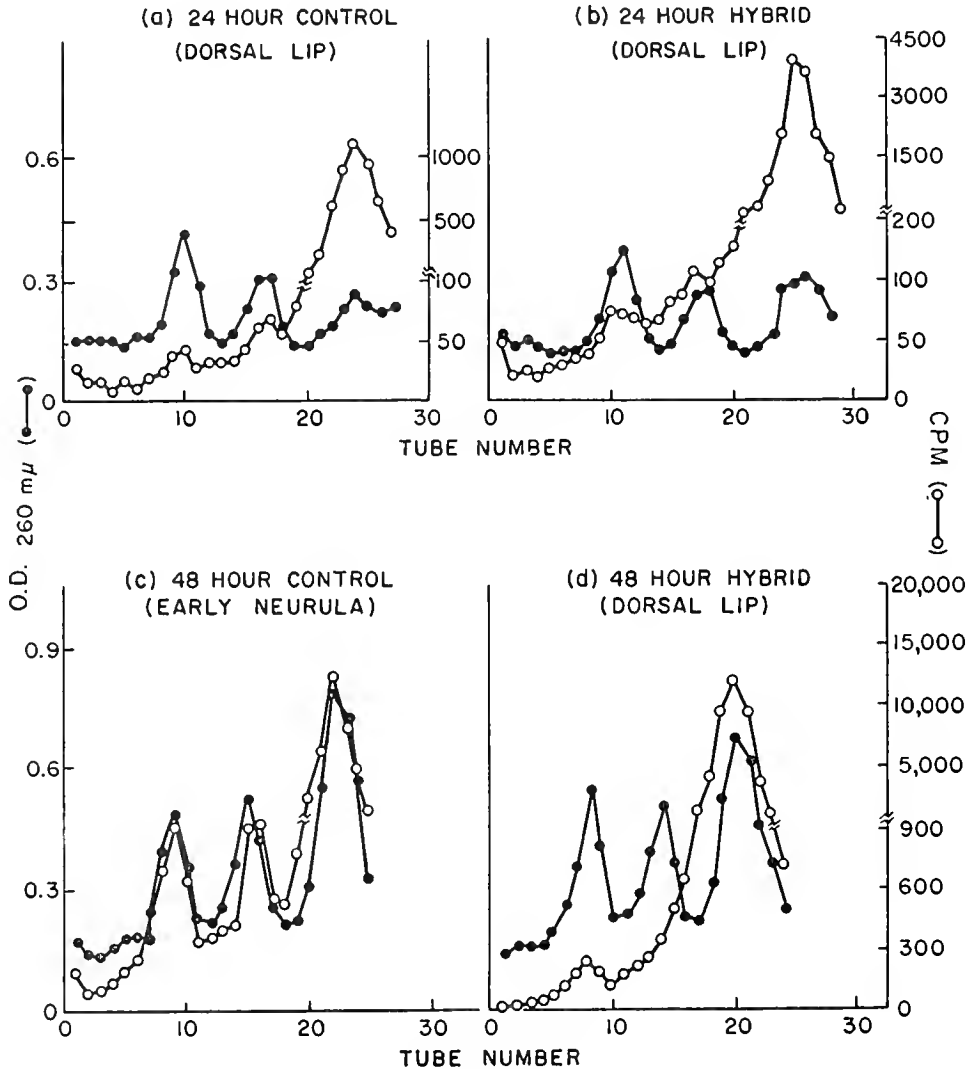 (a) 24 HOUR CONTROL
(DORSAL LIP)
(b) 24 HOUR HYBRID
(DORSAL LIP)
0.6
0.3
0
1000
500
100
50
0 10 20 30
4500
3000
1500
200
100
50
0
0 10 20 30
TUBE NUMBER
O.D. 260 mμ ( )
CPM ( )
(c) 48 HOUR CONTROL
(EARLY NEURULA)
(d) 48 HOUR HYBRID
(DORSAL LIP)
0.9
0.6
0.3
0
0 10 20 30
20,000
15,000
10,000
5,000
900
600
300
0
10 20 30
TUBE NUMBER